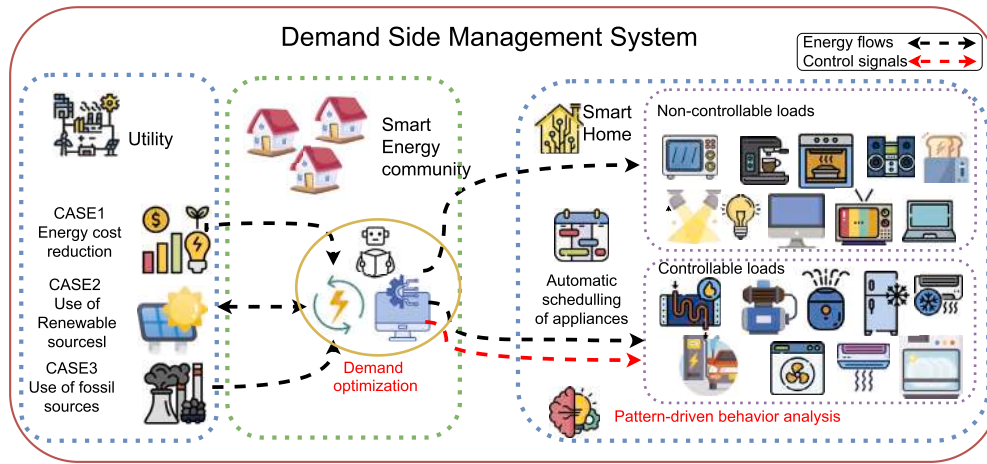 Demand Side Management System
Energy flows
Control signals
Utility
CASE1
Energy cost
reduction
CASE2
Use of
Renewable
sourcesl
CASE3
Use of fossil
sources
Smart
Energy
community
Demand
optimization
Smart
Home
Automatic
schedulling
of appliances
Non-controllable loads
Controllable loads
Pattern-driven behavior analysis